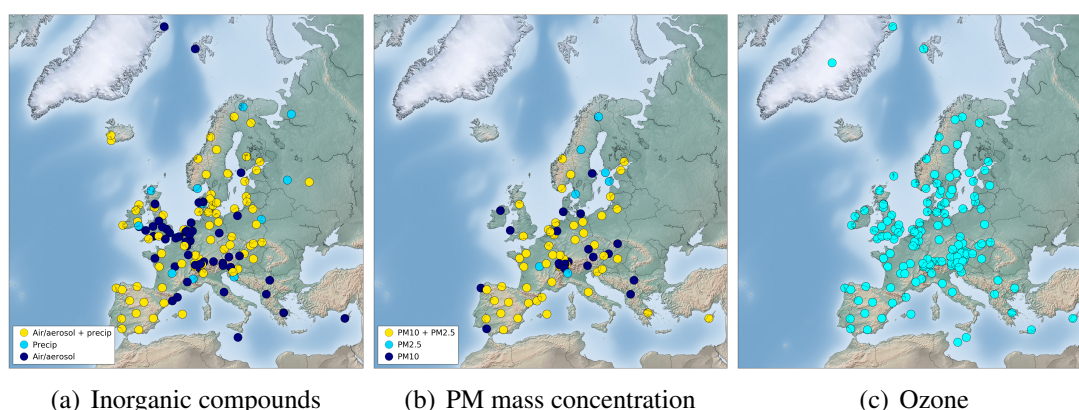 Air/aerosol + precip
Precip
Air/aerosol
PM10 + PM2.5
PM2.5
PM10
(a) Inorganic compounds
(b) PM mass concentration
(c) Ozone